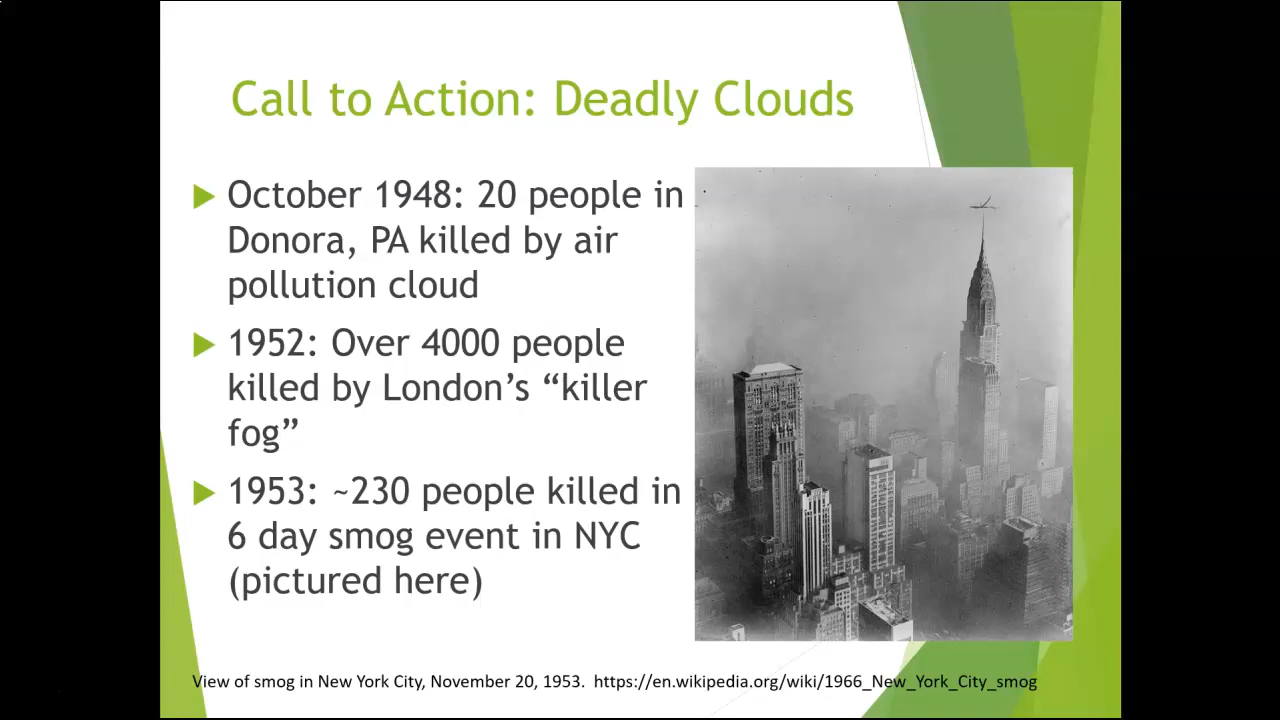 Call to Action: Deadly Clouds
October 1948: 20 people in
Donora, PA killed by air
pollution cloud
1952: Over 4000 people
killed by London’s “killer
fog”
1953: ~230 people killed in
6 day smog event in NYC
(pictured here)
View of smog in New York City, November 20, 1953.  https://en.wikipedia.org/wiki/1966_New_York_City_smog